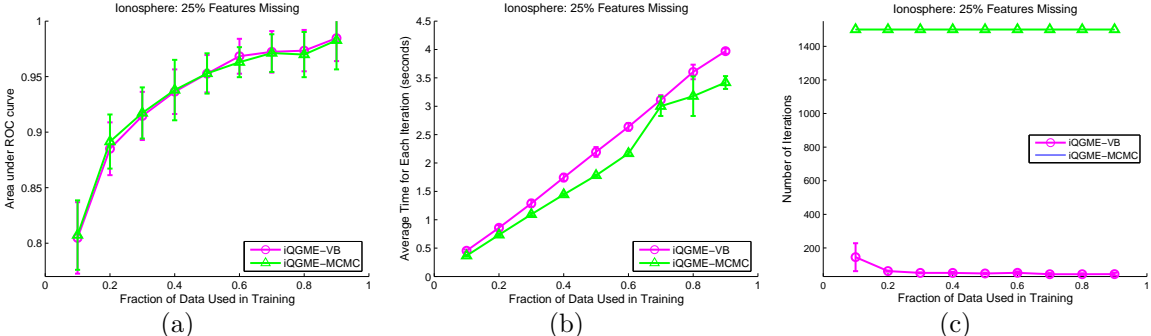 Ionosphere: 25% Features Missing
1
0.95
0.9
0.85
0.8
0
0.2
0.4
0.6
0.8
1
Area under ROC curve
Fraction of Data Used in Training
iQGME−VB
iQGME−MCMC
(a)
Ionosphere: 25% Features Missing
4.5
4
3.5
3
2.5
2
1.5
1
0.5
0
0
0.2
0.4
0.6
0.8
1
Average Time for Each Iteration (seconds)
Fraction of Data Used in Training
iQGME−VB
iQGME−MCMC
(b)
Ionosphere: 25% Features Missing
1400
1200
1000
800
600
400
200
0
0.2
0.4
0.6
0.8
1
Number of Iterations
Fraction of Data Used in Training
iQGME−VB
iQGME−MCMC
(c)